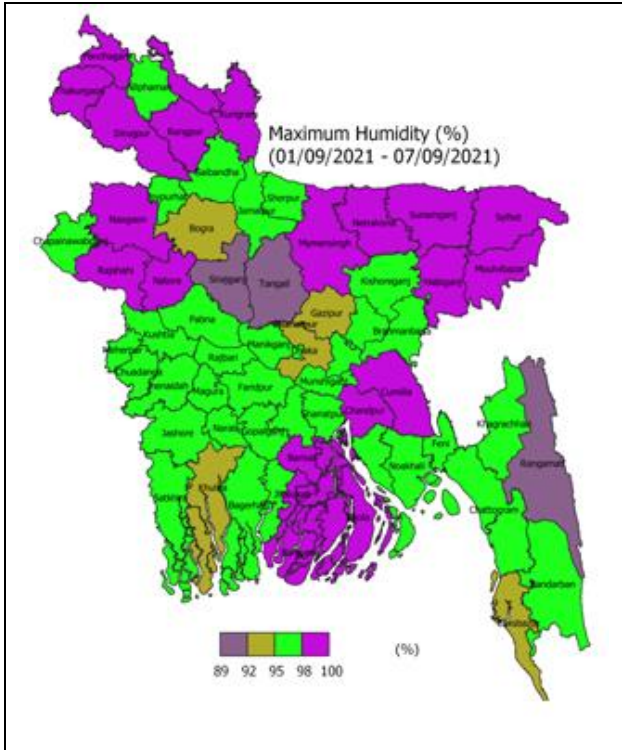 Panchagarh
Nilphamari
Thakurgaon
Kurigram
Dinajpur
Rangpur
Maximum Humidity (%)
(01/09/2021 - 07/09/2021)
Gaibandha
Sherpur
Jamalpur
Naogaon
Bogra
Mymensingh
Netrakona
Sunamganj
Sylhet
Chapainawabganj
Rajshahi
Natore
Sirajganj
Tangail
Kishoreganj
Habiganj
Moulvibazar
Gazipur
Pabna
Kushtia
Brahmanbaria
Manikganj
Dhaka
Meherpur
Rajbari
Chuadanga
Jhenaidah
Magura
Faridpur
Munshiganj
Cumilla
Chandpur
Khagrachhari
Jashore
Narail
Gopalganj
Shariatpur
Feni
Rangamati
Barisal
Noakhali
Satkhira
Khulna
Bagerhat
Chattogram
Bandarban
89 92 95 98 100
(%)